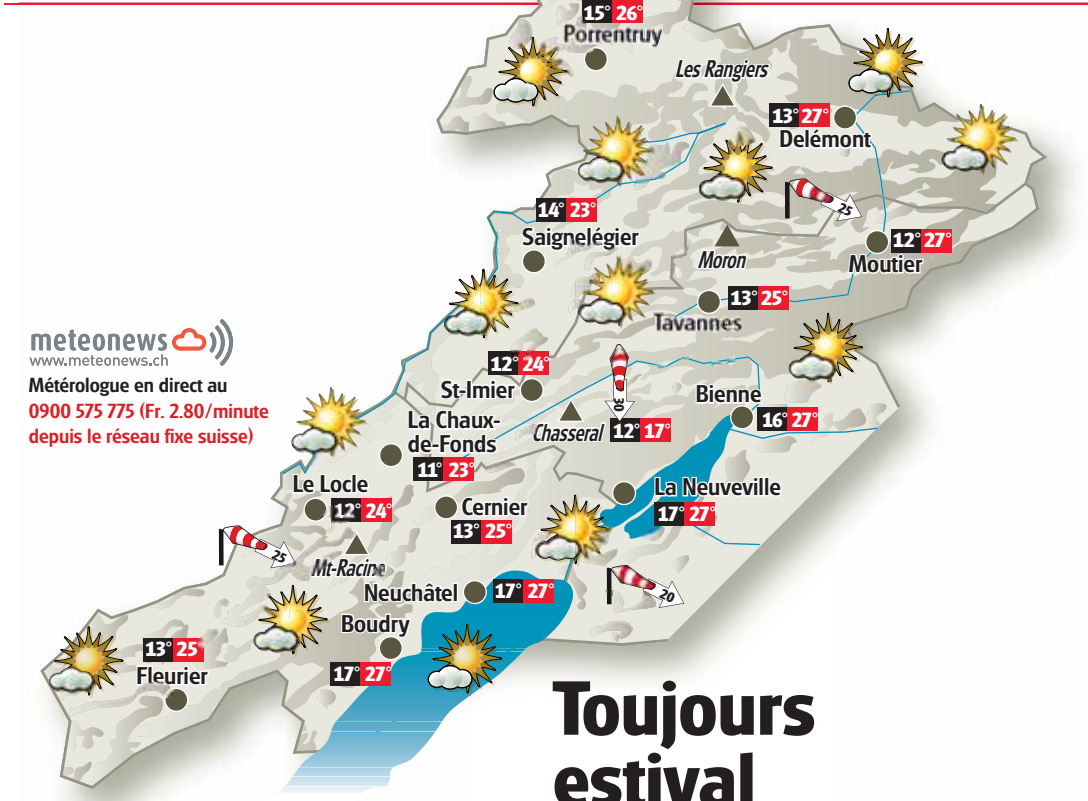 15° 26°
Porrentruy
Les Rangiers
13° 27°
Delémont
25
14° 23°
Saignelégier
12° 27°
Moutier
Moron
13° 25°
Tavannes
meteonews
www.meteonews.ch
Météorologue en direct au
0900 575 775 (Fr. 2.80/minute
depuis le réseau fixe suisse)
12° 24°
St-Imier
30
Bienne
16° 27°
Chasseral 12° 17°
La Chaux-
de-Fonds
11° 23°
Le Locle
12° 24°
Cernier
13° 25°
La Neuveville
17° 27°
25
Mt-Racine
Neuchâtel 17° 27°
20
Boudry
17° 27°
13° 25°
Fleurier
Toujours
estival